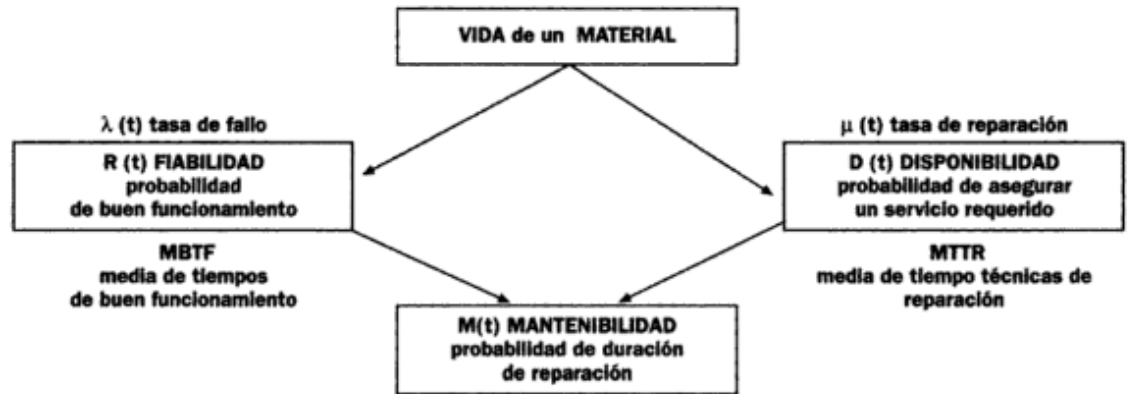 VIDA de un MATERIAL
λ (t) tasa de fallo
R (t) FIABILIDAD
probabilidad
de buen funcionamiento
MBTF
media de tiempos
de buen funcionamiento
μ (t) tasa de reparación
D (t) DISPONIBILIDAD
probabilidad de asegurar
un servicio requerido
MTTR
media de tiempo técnicas de
reparación
M(t) MANTENIBILIDAD
probabilidad de duración
de reparación